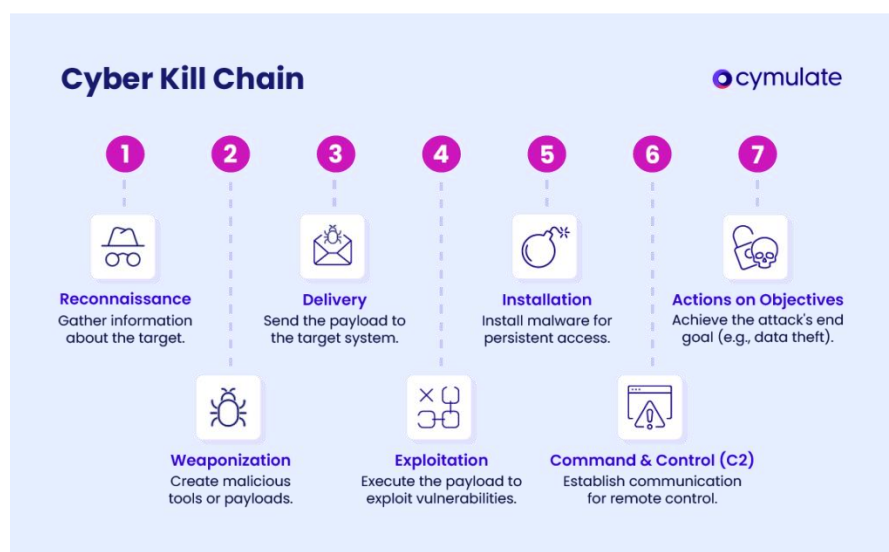 Cyber Kill Chain
cymulate
1
2
3
4
5
6
7
Reconnaissance
Gather information
about the target.
Delivery
Send the payload to
the target system.
Installation
Install malware for
persistent access.
Actions on Objectives
Achieve the attack's end
goal (e.g., data theft).
Weaponization
Create malicious
tools or payloads.
Exploitation
Execute the payload to
exploit vulnerabilities.
Command & Control (C2)
Establish communication
for remote control.